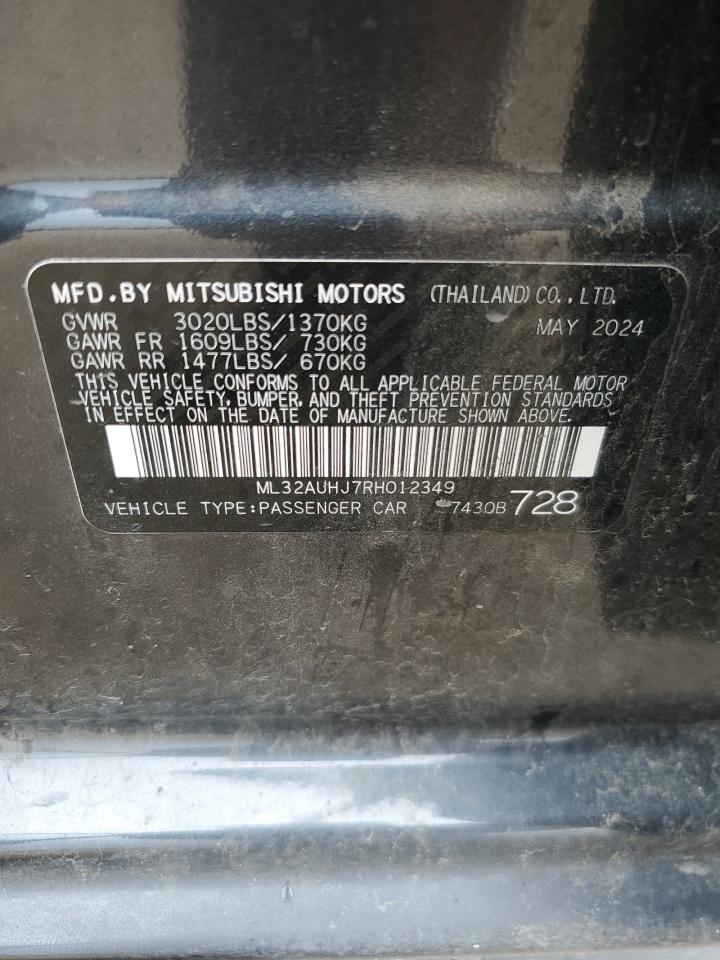 MFD.BY MITSUBISHI MOTORS (THAILAND) CO., LTD.
GVWR 3020LBS/1370KG MAY 2024
GAWR FR 1609LBS/ 730KG
GAWR RR 1477LBS/ 670KG
THIS VEHICLE CONFORMS TO ALL APPLICABLE FEDERAL MOTOR
VEHICLE SAFETY, BUMPER, AND THEFT PREVENTION STANDARDS
IN EFFECT ON THE DATE OF MANUFACTURE SHOWN ABOVE.
ML32AUHJ7RH012349
VEHICLE TYPE:PASSENGER CAR 7430B 728